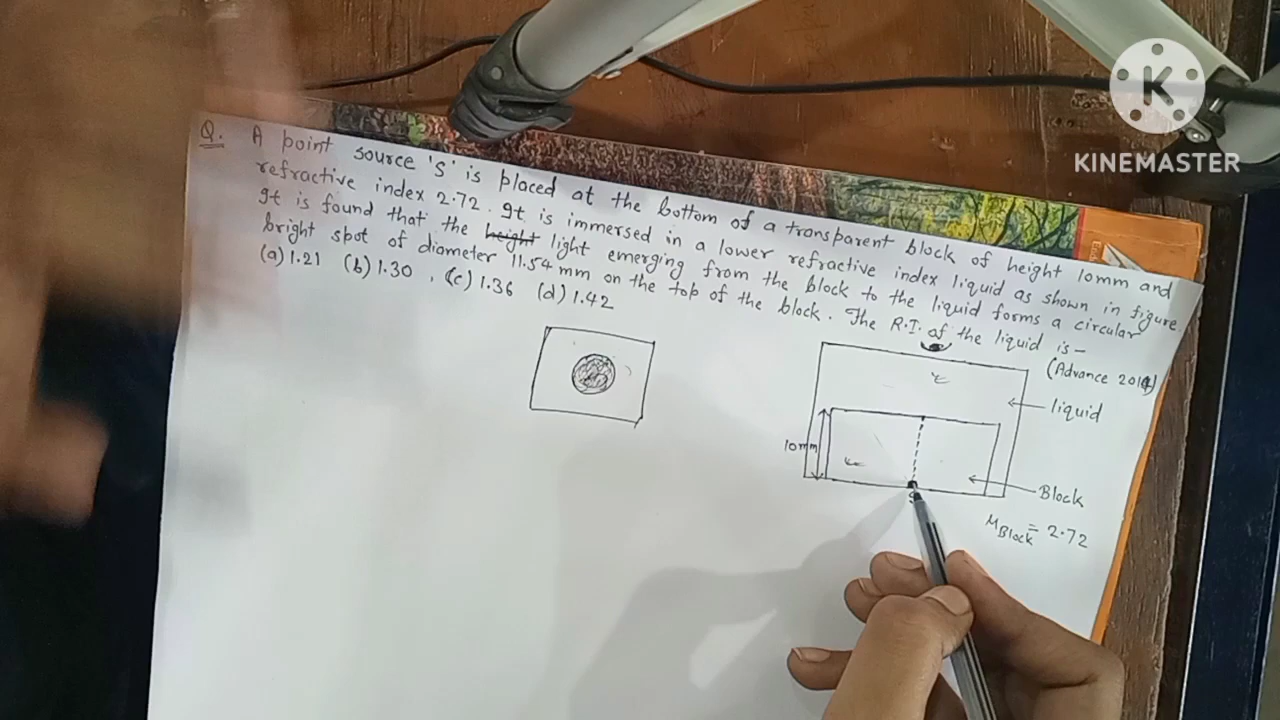 Q. A point source 'S' is placed at the bottom of a transparent block of height 10mm and
refractive index 2.72. It is immersed in a lower refractive index liquid as shown in figure.
It is found that the height light emerging from the block to the liquid forms a circular
bright spot of diameter 11.54 mm on the top of the block. The R.I. of the liquid is-
(a) 1.21 (b) 1.30 , (c) 1.36 (d) 1.42
(Advance 2014)
liquid
10mm
Block
S
μBlock = 2.72
K
KINEMASTER